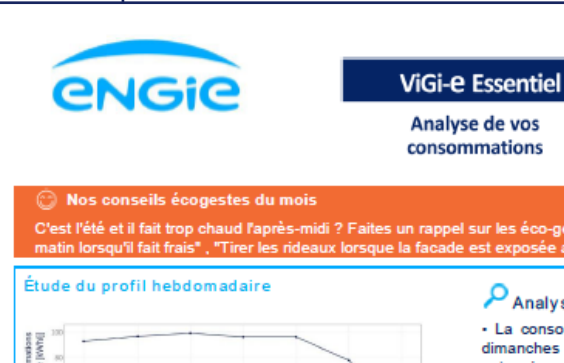 ENGIE
ViGi-e Essentiel
Analyse de vos
consommations
Nos conseils écogestes du mois
C'est l'été et il fait trop chaud l'après-midi ? Faites un rappel sur les éco-g
matin lorsqu'il fait frais" , "Tirer les rideaux lorsque la facade est exposée a
Étude du profil hebdomadaire
Analys
• La conso
dimanches
100
80